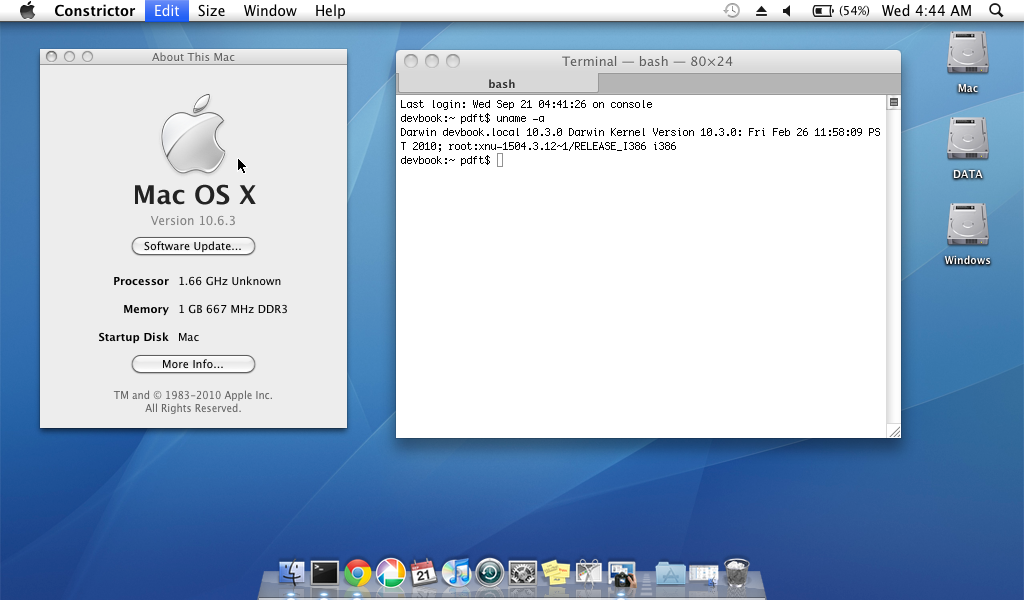 Constrictor Edit Size Window Help (54%) Wed 4:44 AM
About This Mac
Mac OS X
Version 10.6.3
Software Update...
Processor 1.66 GHz Unknown
Memory 1 GB 667 MHz DDR3
Startup Disk Mac
More Info...
TM and © 1983-2010 Apple Inc.
All Rights Reserved.
Terminal — bash — 80×24
bash
Last login: Wed Sep 21 04:41:26 on console
devbook:~ pdft$ uname -a
Darwin devbook.local 10.3.0 Darwin Kernel Version 10.3.0: Fri Feb 26 11:58:09 PS
T 2010; root:xnu-1504.3.12~1/RELEASE_I386 i386
devbook:~ pdft$
Mac
DATA
Windows
21